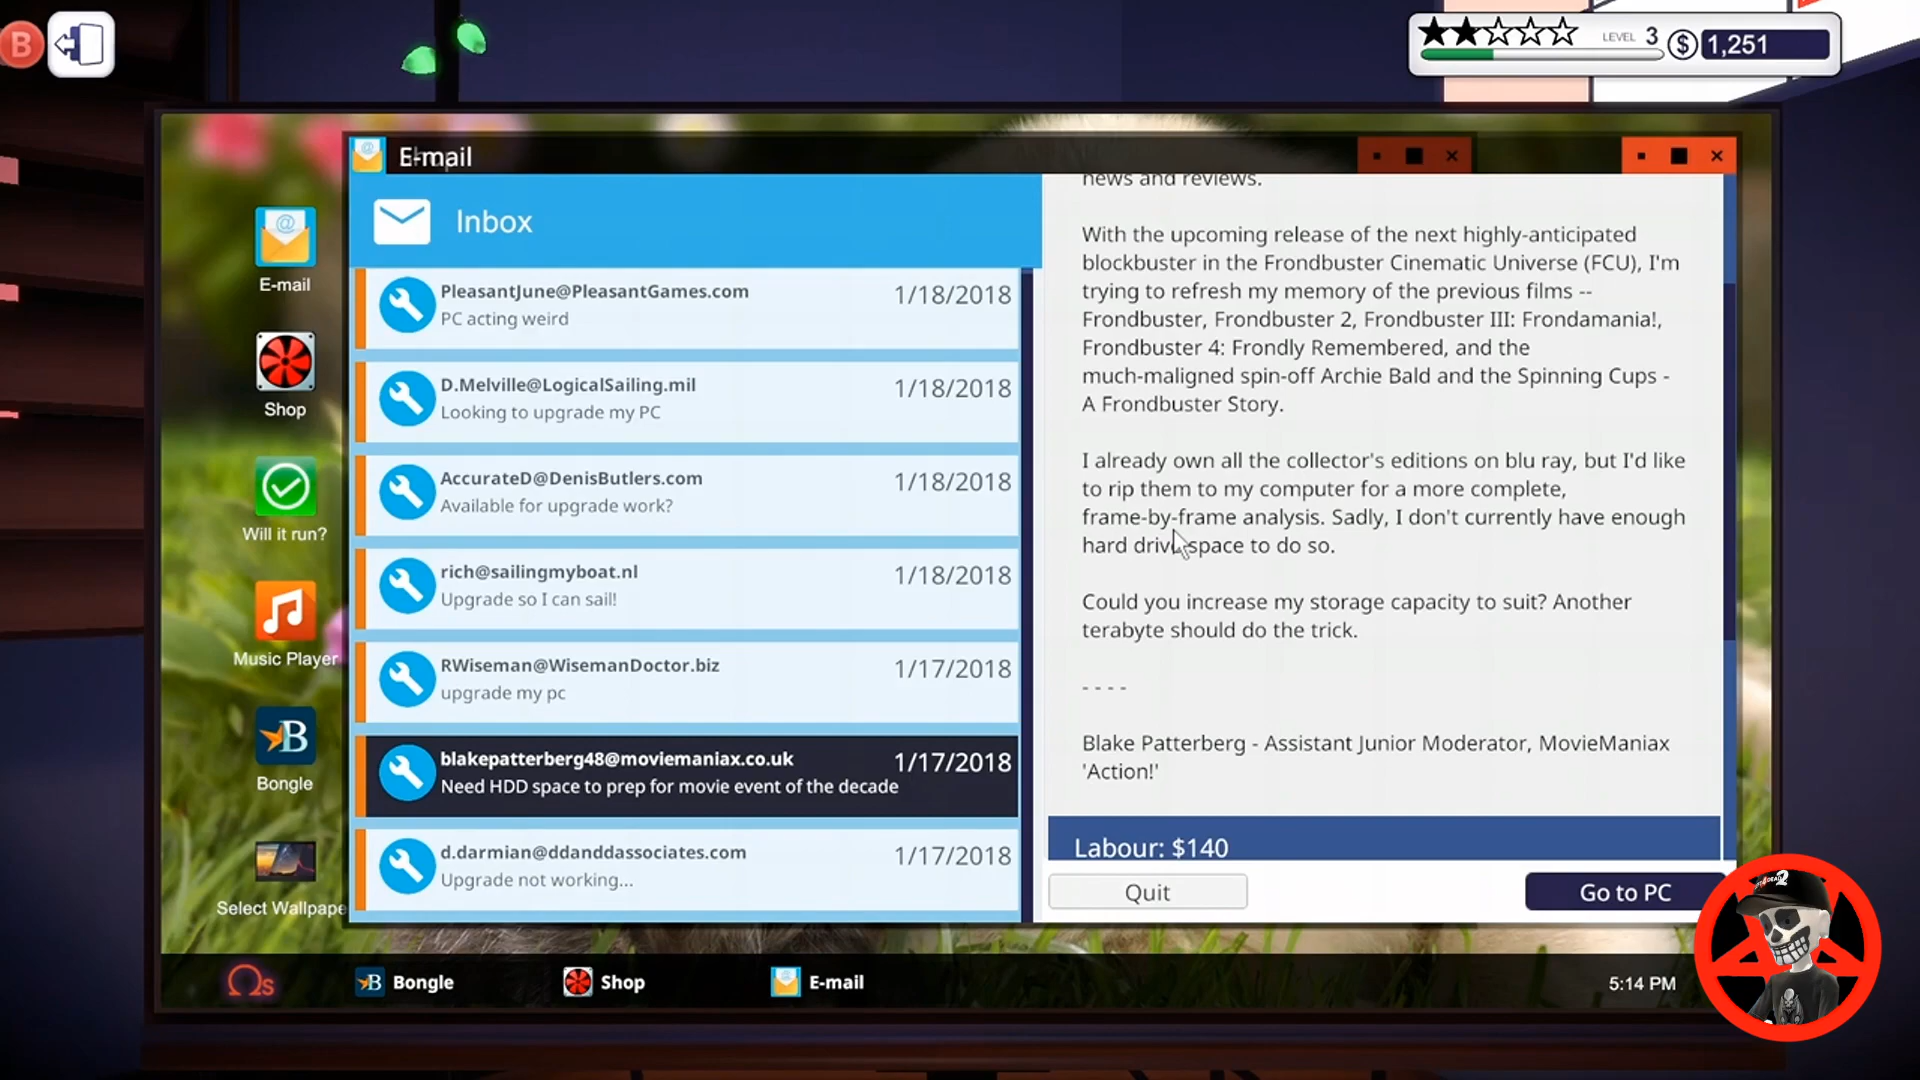 B
LEVEL 3
$ 1,251
E-mail
Inbox
PleasantJune@PleasantGames.com
1/18/2018
PC acting weird
D.Melville@LogicalSailing.mil
1/18/2018
Looking to upgrade my PC
AccurateD@DenisButlers.com
1/18/2018
Available for upgrade work?
rich@sailingmyboat.nl
1/18/2018
Upgrade so I can sail!
RWiseman@WisemanDoctor.biz
1/17/2018
upgrade my pc
blakepatterberg48@moviemaniax.co.uk
1/17/2018
Need HDD space to prep for movie event of the decade
d.darmian@ddanddassociates.com
1/17/2018
Upgrade not working...
news and reviews.
With the upcoming release of the next highly-anticipated
blockbuster in the Frondbuster Cinematic Universe (FCU), I'm
trying to refresh my memory of the previous films --
Frondbuster, Frondbuster 2, Frondbuster III: Frondamania!,
Frondbuster 4: Frondly Remembered, and the
much-maligned spin-off Archie Bald and the Spinning Cups -
A Frondbuster Story.
I already own all the collector's editions on blu ray, but I'd like
to rip them to my computer for a more complete,
frame-by-frame analysis. Sadly, I don't currently have enough
hard drive space to do so.
Could you increase my storage capacity to suit? Another
terabyte should do the trick.
- - - -
Blake Patterberg - Assistant Junior Moderator, MovieManiax
'Action!'
Labour: $140
Quit
Go to PC
E-mail
Shop
Will it run?
Music Player
Bongle
Select Wallpape
Ωs
Bongle
Shop
E-mail
5:14 PM